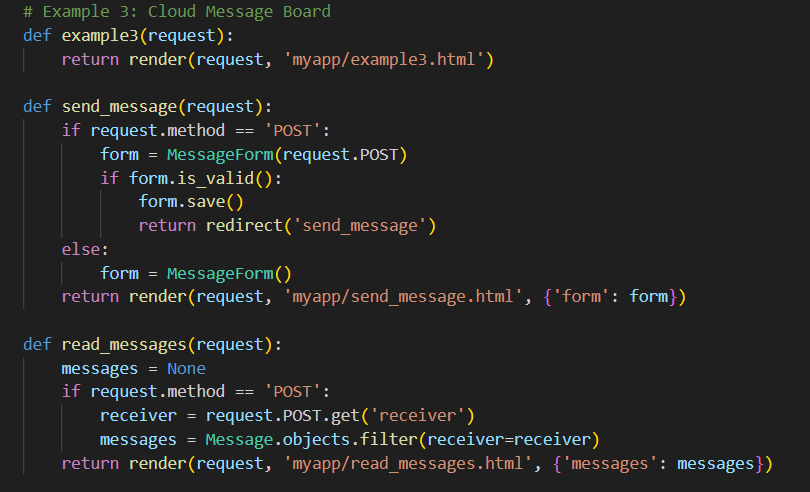 # Example 3: Cloud Message Board
def example3(request):
    return render(request, 'myapp/example3.html')

def send_message(request):
    if request.method == 'POST':
        form = MessageForm(request.POST)
        if form.is_valid():
            form.save()
            return redirect('send_message')
    else:
        form = MessageForm()
    return render(request, 'myapp/send_message.html', {'form': form})

def read_messages(request):
    messages = None
    if request.method == 'POST':
        receiver = request.POST.get('receiver')
        messages = Message.objects.filter(receiver=receiver)
    return render(request, 'myapp/read_messages.html', {'messages': messages})